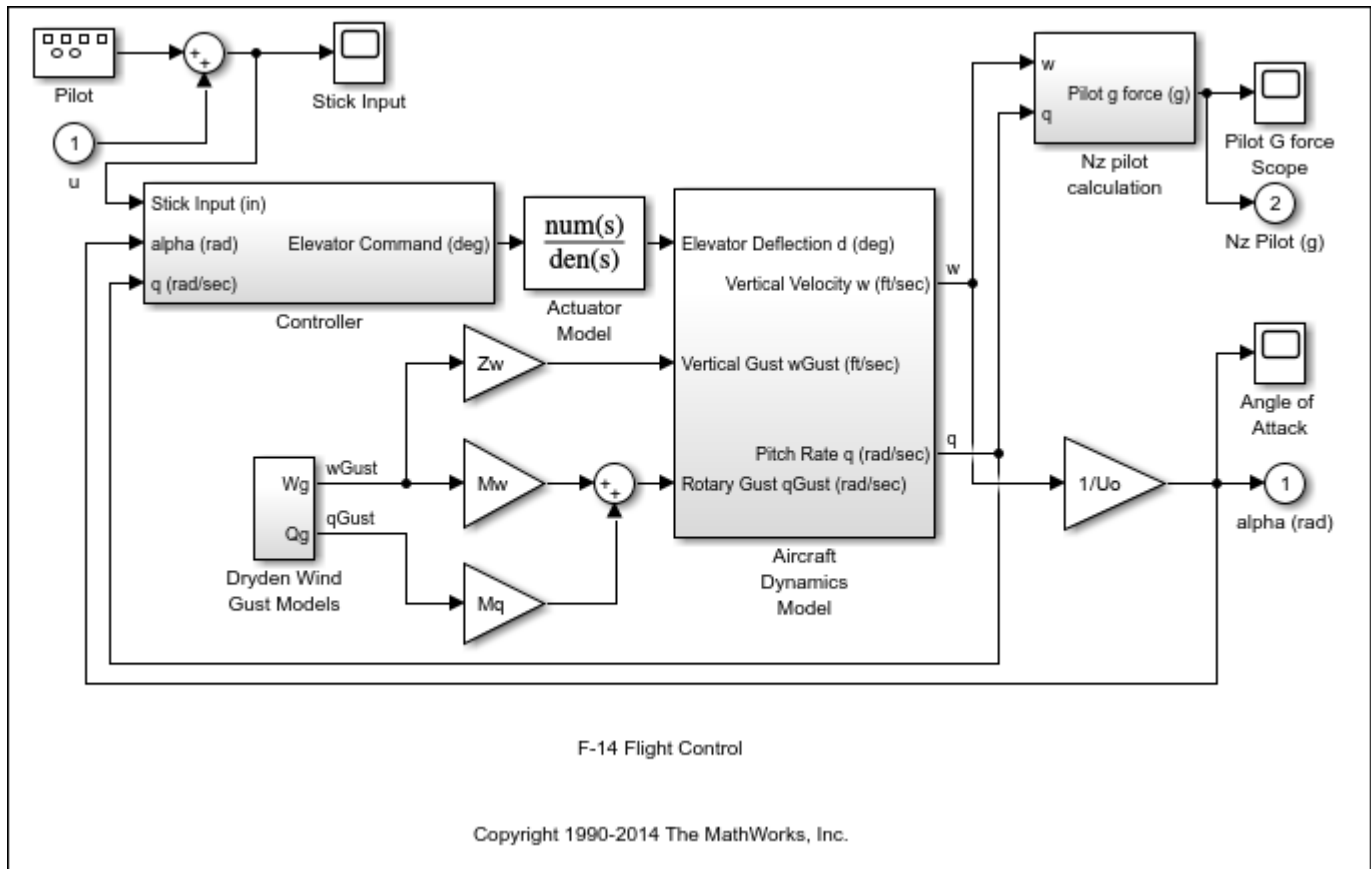 Pilot
+
+
Stick Input
1
u
w
Pilot g force (g)
q
Nz pilot
calculation
Pilot G force
Scope
2
Nz Pilot (g)
Stick Input (in)
alpha (rad)
Elevator Command (deg)
q (rad/sec)
Controller
num(s)
den(s)
Actuator
Model
Elevator Deflection d (deg)
Vertical Velocity w (ft/sec)
Vertical Gust wGust (ft/sec)
Pitch Rate q (rad/sec)
Rotary Gust qGust (rad/sec)
Aircraft
Dynamics
Model
w
q
Zw
Mw
Mq
+
+
Wg
Qg
wGust
qGust
Dryden Wind
Gust Models
1/Uo
Angle of
Attack
1
alpha (rad)
F-14 Flight Control
Copyright 1990-2014 The MathWorks, Inc.